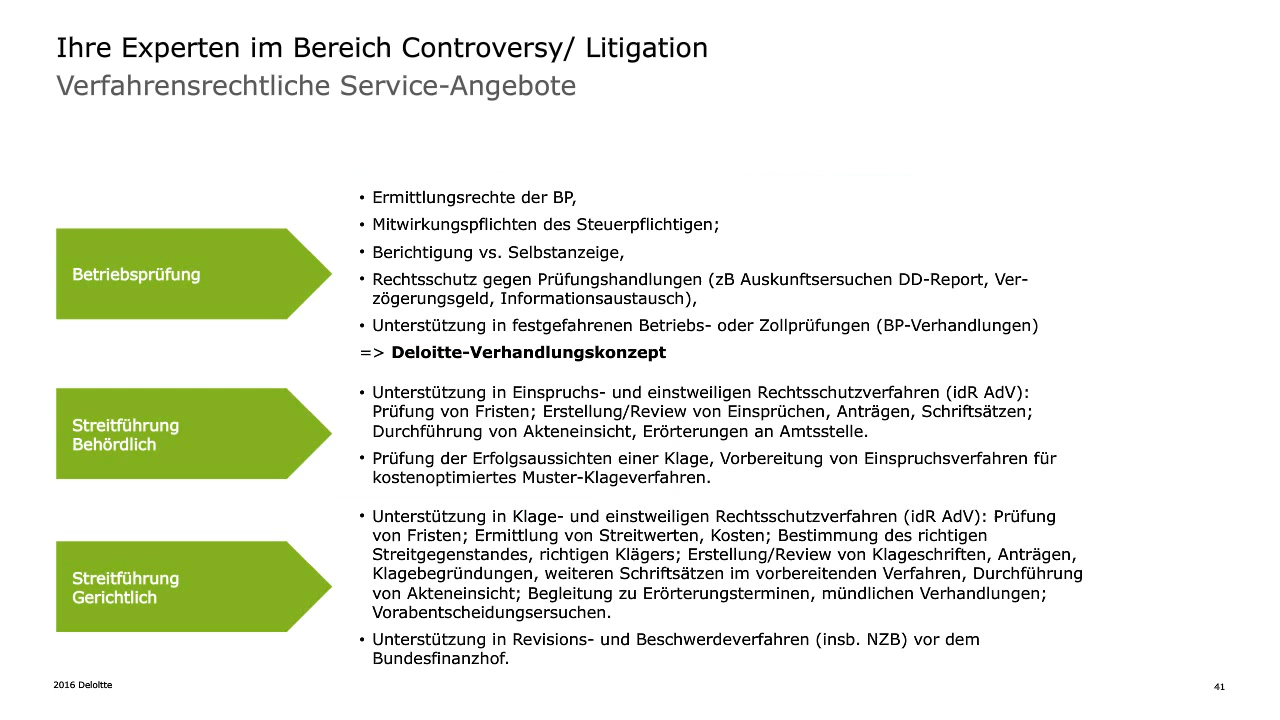 Ihre Experten im Bereich Controversy/ Litigation
Verfahrensrechtliche Service-Angebote
Betriebsprüfung
• Ermittlungsrechte der BP,
• Mitwirkungspflichten des Steuerpflichtigen;
• Berichtigung vs. Selbstanzeige,
• Rechtsschutz gegen Prüfungshandlungen (zB Auskunftsersuchen DD-Report, Ver-
zögerungsgeld, Informationsaustausch),
• Unterstützung in festgefahrenen Betriebs- oder Zollprüfungen (BP-Verhandlungen)
=> Deloitte-Verhandlungskonzept
Streitführung
Behördlich
• Unterstützung in Einspruchs- und einstweiligen Rechtsschutzverfahren (idR AdV):
Prüfung von Fristen; Erstellung/Review von Einsprüchen, Anträgen, Schriftsätzen;
Durchführung von Akteneinsicht, Erörterungen an Amtsstelle.
• Prüfung der Erfolgsaussichten einer Klage, Vorbereitung von Einspruchsverfahren für
kostenoptimiertes Muster-Klageverfahren.
Streitführung
Gerichtlich
• Unterstützung in Klage- und einstweiligen Rechtsschutzverfahren (idR AdV): Prüfung
von Fristen; Ermittlung von Streitwerten, Kosten; Bestimmung des richtigen
Streitgegenstandes, richtigen Klägers; Erstellung/Review von Klageschriften, Anträgen,
Klagebegründungen, weiteren Schriftsätzen im vorbereitenden Verfahren, Durchführung
von Akteneinsicht; Begleitung zu Erörterungsterminen, mündlichen Verhandlungen;
Vorabentscheidungsersuchen.
• Unterstützung in Revisions- und Beschwerdeverfahren (insb. NZB) vor dem
Bundesfinanzhof.
2016 Deloitte
41